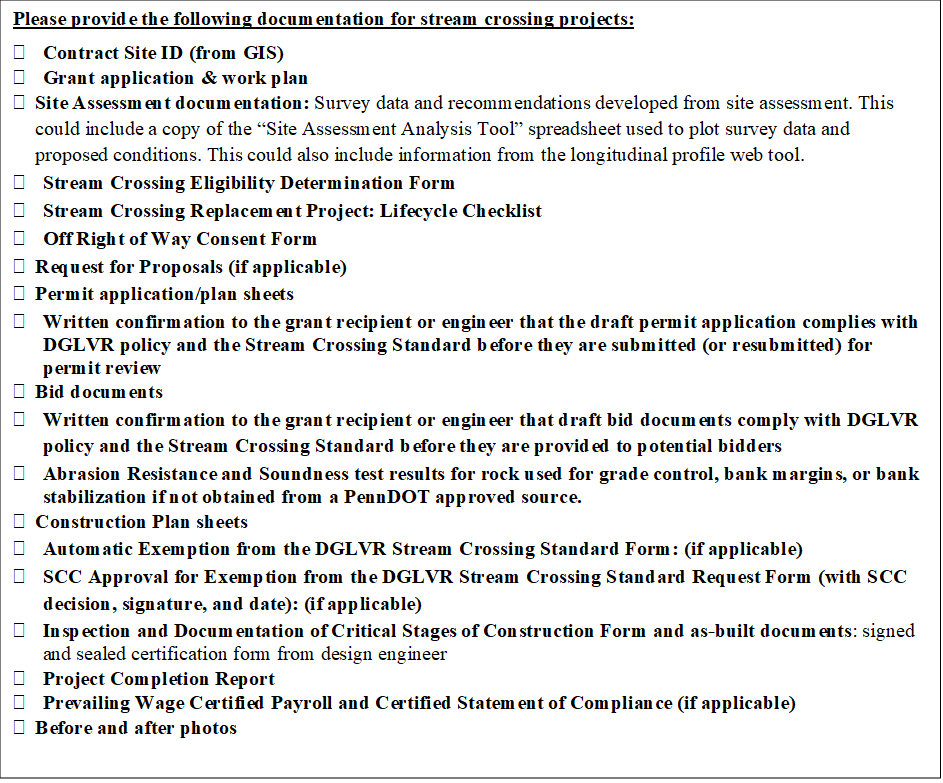 Please provide the following documentation for stream crossing projects:
☐ Contract Site ID (from GIS)
☐ Grant application & work plan
☐ Site Assessment documentation: Survey data and recommendations developed from site assessment. This
could include a copy of the “Site Assessment Analysis Tool” spreadsheet used to plot survey data and
proposed conditions. This could also include information from the longitudinal profile web tool.
☐ Stream Crossing Eligibility Determination Form
☐ Stream Crossing Replacement Project: Lifecycle Checklist
☐ Off Right of Way Consent Form
☐ Request for Proposals (if applicable)
☐ Permit application/plan sheets
☐ Written confirmation to the grant recipient or engineer that the draft permit application complies with
DGLVR policy and the Stream Crossing Standard before they are submitted (or resubmitted) for
permit review
☐ Bid documents
☐ Written confirmation to the grant recipient or engineer that draft bid documents comply with DGLVR
policy and the Stream Crossing Standard before they are provided to potential bidders
☐ Abrasion Resistance and Soundness test results for rock used for grade control, bank margins, or bank
stabilization if not obtained from a PennDOT approved source.
☐ Construction Plan sheets
☐ Automatic Exemption from the DGLVR Stream Crossing Standard Form: (if applicable)
☐ SCC Approval for Exemption from the DGLVR Stream Crossing Standard Request Form (with SCC
decision, signature, and date): (if applicable)
☐ Inspection and Documentation of Critical Stages of Construction Form and as-built documents: signed
and sealed certification form from design engineer
☐ Project Completion Report
☐ Prevailing Wage Certified Payroll and Certified Statement of Compliance (if applicable)
☐ Before and after photos